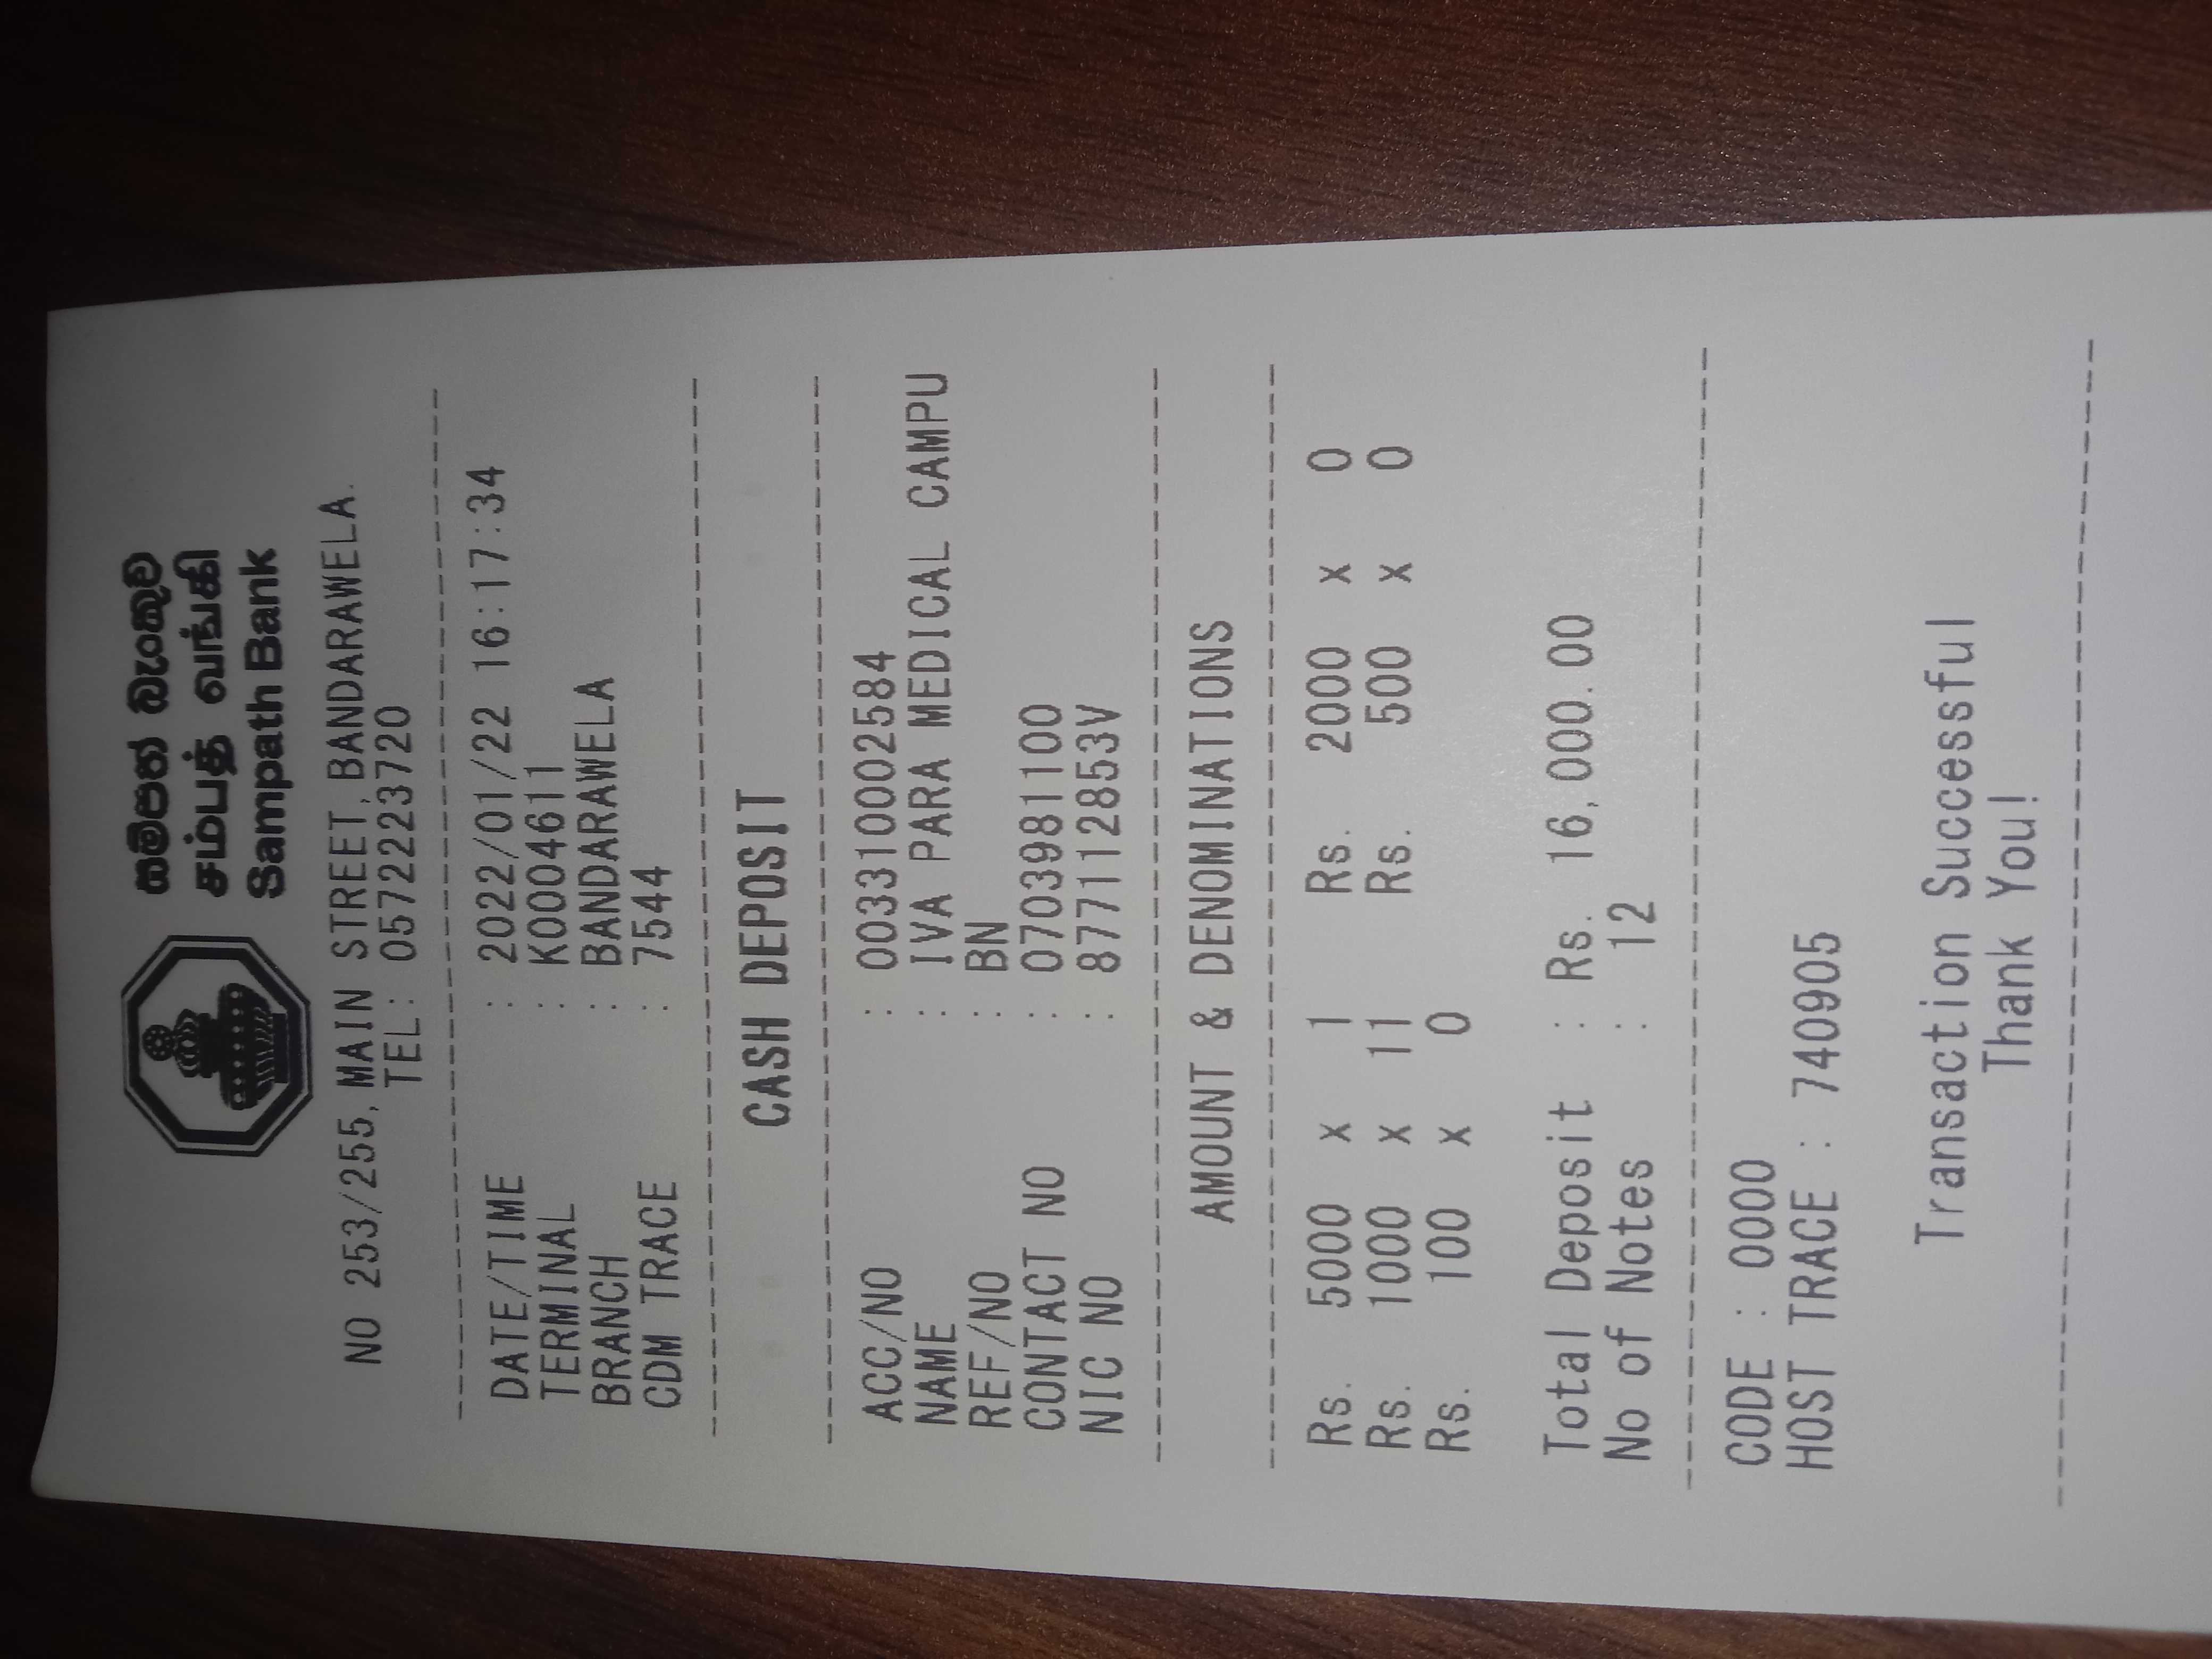 සම්පත් බැංකුව
சம்பத் வங்கி
Sampath Bank
NO 253/255, MAIN STREET, BANDARAWELA.
TEL: 0572223720
DATE/TIME : 2022/01/22 16:17:34
TERMINAL : K0004611
BRANCH : BANDARAWELA
CDM TRACE : 7544
CASH DEPOSIT
ACC/NO : 003310002584
NAME : IVA PARA MEDICAL CAMPU
REF/NO : BN
CONTACT NO : 0703981100
NIC NO : 877112853V
AMOUNT & DENOMINATIONS
Rs. 5000 x 1 Rs. 2000 x 0
Rs. 1000 x 11 Rs. 500 x 0
Rs. 100 x 0
Total Deposit : Rs. 16,000.00
No of Notes : 12
CODE : 0000
HOST TRACE : 740905
Transaction Successful
Thank You!